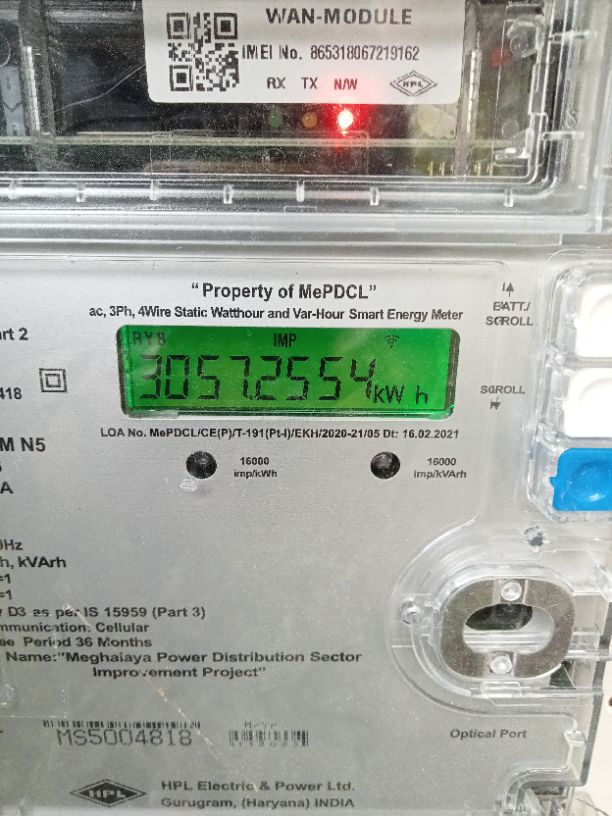 WAN-MODULE
IMEI No. 865318067219162
RX TX N/W
HPL
"Property of MePDCL"
ac, 3Ph, 4Wire Static Watthour and Var-Hour Smart Energy Meter
BATT./
SCROLL
art 2
RYB IMP
3057.2554 kWh
418
SCROLL
LOA No. MePDCL/CE(P)/T-191(Pt-I)/EKH/2020-21/05 Dt: 16.02.2021
M N5
A
16000
imp/kWh
16000
imp/kVArh
0Hz
h, kVArh
=1
=1
y D3 as per IS 15959 (Part 3)
mmunication: Cellular
ee Period 36 Months
Name:"Meghalaya Power Distribution Sector
Improvement Project"
MS5004818
Optical Port
HPL
HPL Electric & Power Ltd.
Gurugram, (Haryana) INDIA